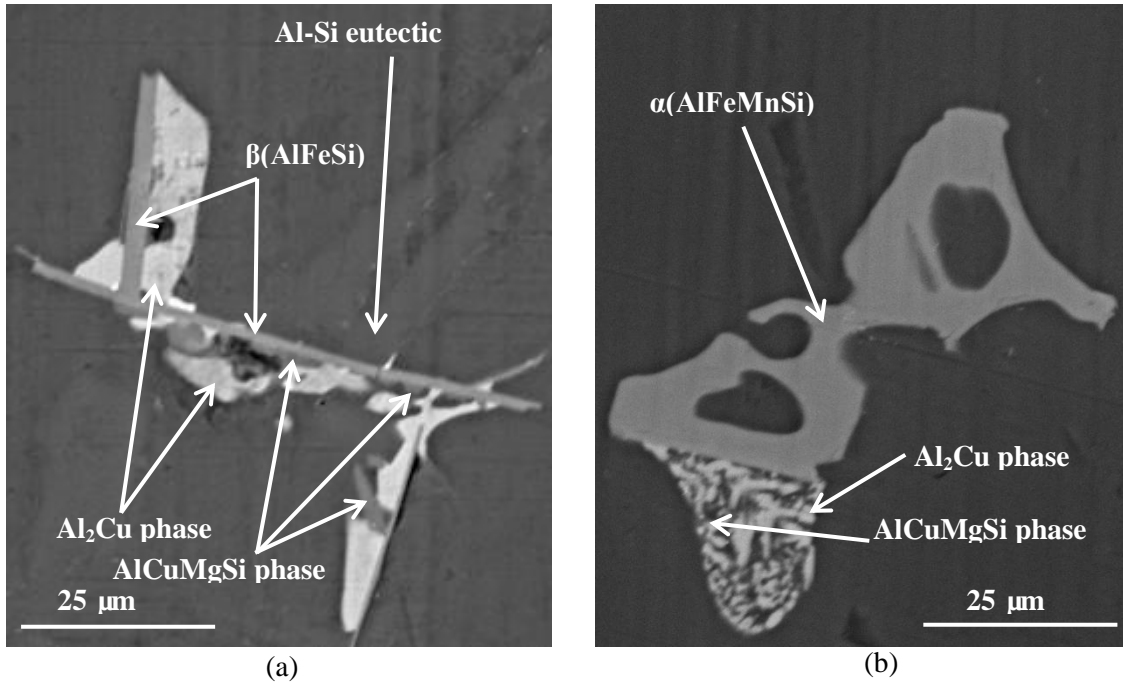 Al-Si eutectic
β(AlFeSi)
Al₂Cu phase
AlCuMgSi phase
25 µm
(a)
α(AlFeMnSi)
Al₂Cu phase
AlCuMgSi phase
25 µm
(b)